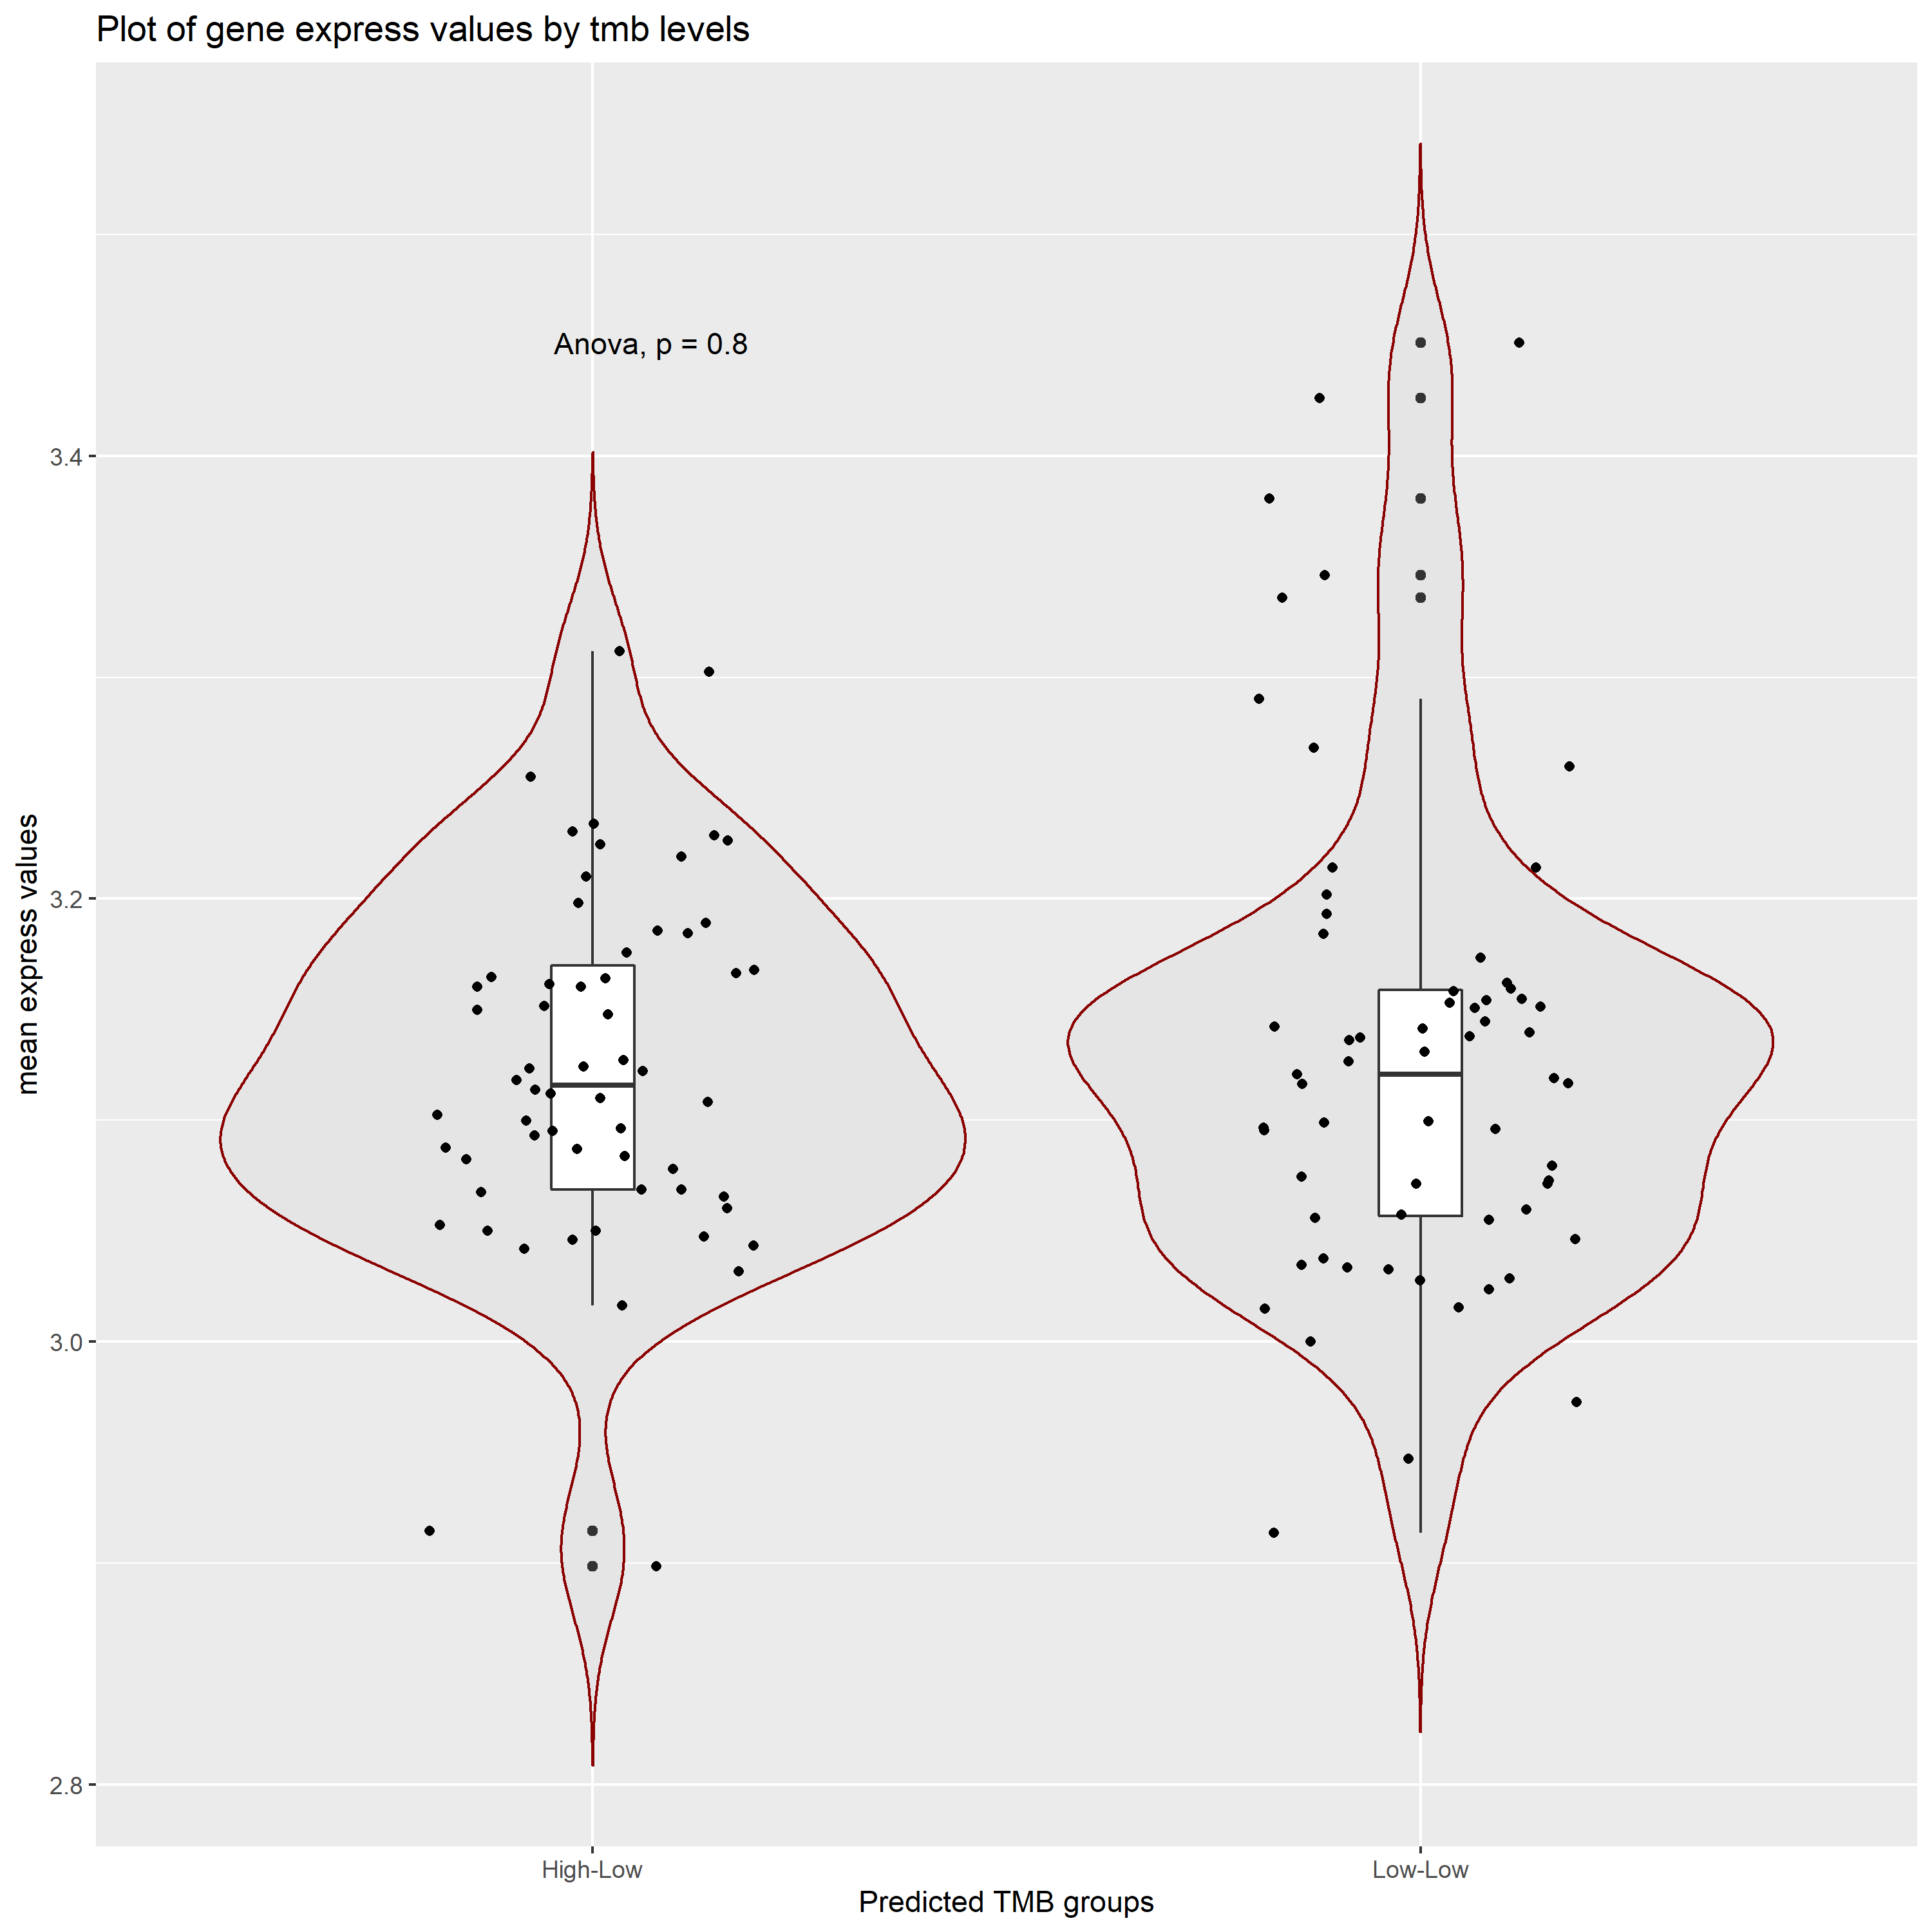 Plot of gene express values by tmb levels
Anova, p = 0.8
mean express values
3.4
3.2
3.0
2.8
High-Low
Low-Low
Predicted TMB groups